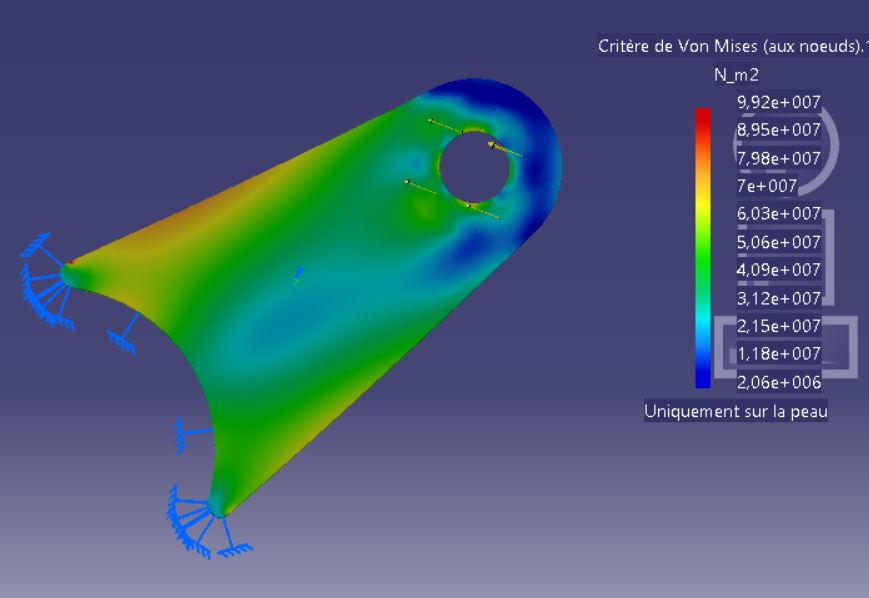 Critère de Von Mises (aux noeuds).1
N_m2
9,92e+007
8,95e+007
7,98e+007
7e+007
6,03e+007
5,06e+007
4,09e+007
3,12e+007
2,15e+007
1,18e+007
2,06e+006
Uniquement sur la peau